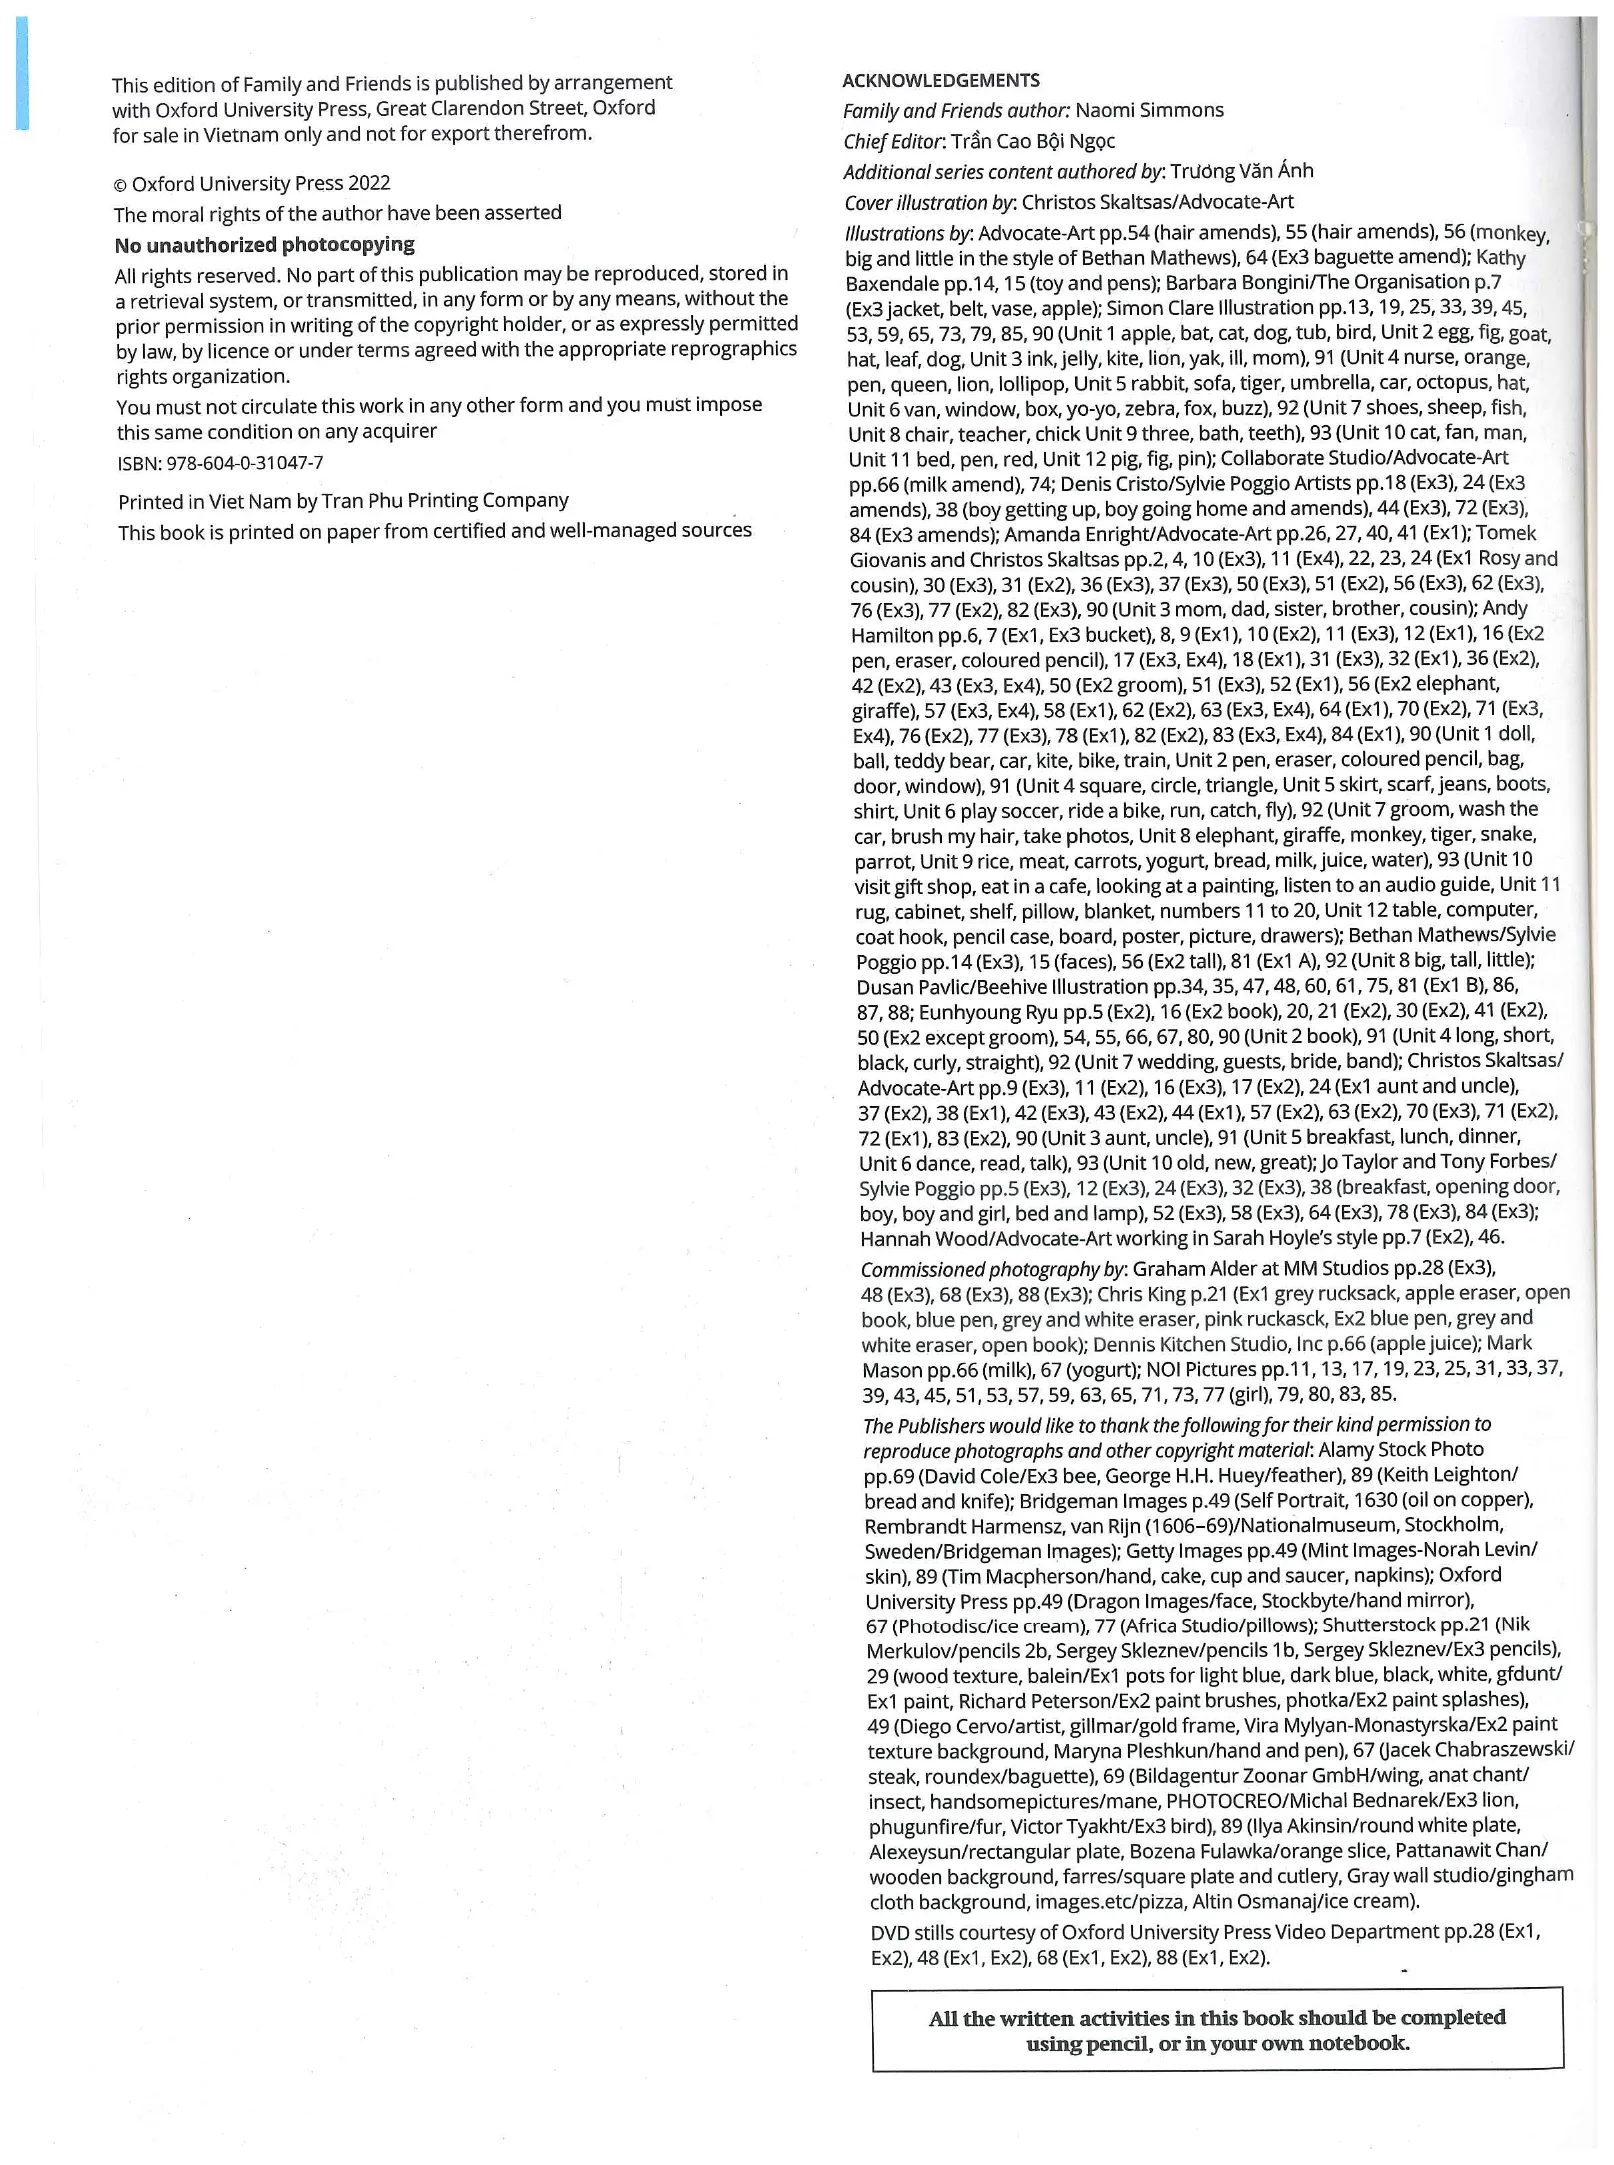 This edition of Family and Friends is published by arrangement
with Oxford University Press, Great Clarendon Street, Oxford
for sale in Vietnam only and not for export therefrom.
© Oxford University Press 2022
The moral rights of the author have been asserted
No unauthorized photocopying
All rights reserved. No part of this publication may be reproduced, stored in
a retrieval system, or transmitted, in any form or by any means, without the
prior permission in writing of the copyright holder, or as expressly permitted
by law, by licence or under terms agreed with the appropriate reprographics
rights organization.
You must not circulate this work in any other form and you must impose
this same condition on any acquirer
ISBN: 978-604-0-31047-7
Printed in Viet Nam by Tran Phu Printing Company
This book is printed on paper from certified and well-managed sources
ACKNOWLEDGEMENTS
Family and Friends author: Naomi Simmons
Chief Editor: Trần Cao Bội Ngọc
Additional series content authored by: Trương Văn Ánh
Cover illustration by: Christos Skaltsas/Advocate-Art
Illustrations by: Advocate-Art pp.54 (hair amends), 55 (hair amends), 56 (monkey,
big and little in the style of Bethan Mathews), 64 (Ex3 baguette amend); Kathy
Baxendale pp.14, 15 (toy and pens); Barbara Bongini/The Organisation p.7
(Ex3 jacket, belt, vase, apple); Simon Clare Illustration pp.13, 19, 25, 33, 39, 45,
53, 59, 65, 73, 79, 85, 90 (Unit 1 apple, bat, cat, dog, tub, bird, Unit 2 egg, fig, goat,
hat, leaf, dog, Unit 3 ink, jelly, kite, lion, yak, ill, mom), 91 (Unit 4 nurse, orange,
pen, queen, lion, lollipop, Unit 5 rabbit, sofa, tiger, umbrella, car, octopus, hat,
Unit 6 van, window, box, yo-yo, zebra, fox, buzz), 92 (Unit 7 shoes, sheep, fish,
Unit 8 chair, teacher, chick Unit 9 three, bath, teeth), 93 (Unit 10 cat, fan, man,
Unit 11 bed, pen, red, Unit 12 pig, fig, pin); Collaborate Studio/Advocate-Art
pp.66 (milk amend), 74; Denis Cristo/Sylvie Poggio Artists pp.18 (Ex3), 24 (Ex3
amends), 38 (boy getting up, boy going home and amends), 44 (Ex3), 72 (Ex3),
84 (Ex3 amends); Amanda Enright/Advocate-Art pp.26, 27, 40, 41 (Ex1); Tomek
Giovanis and Christos Skaltsas pp.2, 4, 10 (Ex3), 11 (Ex4), 22, 23, 24 (Ex1 Rosy and
cousin), 30 (Ex3), 31 (Ex2), 36 (Ex3), 37 (Ex3), 50 (Ex3), 51 (Ex2), 56 (Ex3), 62 (Ex3),
76 (Ex3), 77 (Ex2), 82 (Ex3), 90 (Unit 3 mom, dad, sister, brother, cousin); Andy
Hamilton pp.6, 7 (Ex1, Ex3 bucket), 8, 9 (Ex1), 10 (Ex2), 11 (Ex3), 12 (Ex1), 16 (Ex2
pen, eraser, coloured pencil), 17 (Ex3, Ex4), 18 (Ex1), 31 (Ex3), 32 (Ex1), 36 (Ex2),
42 (Ex2), 43 (Ex3, Ex4), 50 (Ex2 groom), 51 (Ex3), 52 (Ex1), 56 (Ex2 elephant,
giraffe), 57 (Ex3, Ex4), 58 (Ex1), 62 (Ex2), 63 (Ex3, Ex4), 64 (Ex1), 70 (Ex2), 71 (Ex3,
Ex4), 76 (Ex2), 77 (Ex3), 78 (Ex1), 82 (Ex2), 83 (Ex3, Ex4), 84 (Ex1), 90 (Unit 1 doll,
ball, teddy bear, car, kite, bike, train, Unit 2 pen, eraser, coloured pencil, bag,
door, window), 91 (Unit 4 square, circle, triangle, Unit 5 skirt, scarf, jeans, boots,
shirt, Unit 6 play soccer, ride a bike, run, catch, fly), 92 (Unit 7 groom, wash the
car, brush my hair, take photos, Unit 8 elephant, giraffe, monkey, tiger, snake,
parrot, Unit 9 rice, meat, carrots, yogurt, bread, milk, juice, water), 93 (Unit 10
visit gift shop, eat in a cafe, looking at a painting, listen to an audio guide, Unit 11
rug, cabinet, shelf, pillow, blanket, numbers 11 to 20, Unit 12 table, computer,
coat hook, pencil case, board, poster, picture, drawers); Bethan Mathews/Sylvie
Poggio pp.14 (Ex3), 15 (faces), 56 (Ex2 tall), 81 (Ex1 A), 92 (Unit 8 big, tall, little);
Dusan Pavlic/Beehive Illustration pp.34, 35, 47, 48, 60, 61, 75, 81 (Ex1 B), 86,
87, 88; Eunhyoung Ryu pp.5 (Ex2), 16 (Ex2 book), 20, 21 (Ex2), 30 (Ex2), 41 (Ex2),
50 (Ex2 except groom), 54, 55, 66, 67, 80, 90 (Unit 2 book), 91 (Unit 4 long, short,
black, curly, straight), 92 (Unit 7 wedding, guests, bride, band); Christos Skaltsas/
Advocate-Art pp.9 (Ex3), 11 (Ex2), 16 (Ex3), 17 (Ex2), 24 (Ex1 aunt and uncle),
37 (Ex2), 38 (Ex1), 42 (Ex3), 43 (Ex2), 44 (Ex1), 57 (Ex2), 63 (Ex2), 70 (Ex3), 71 (Ex2),
72 (Ex1), 83 (Ex2), 90 (Unit 3 aunt, uncle), 91 (Unit 5 breakfast, lunch, dinner,
Unit 6 dance, read, talk), 93 (Unit 10 old, new, great); Jo Taylor and Tony Forbes/
Sylvie Poggio pp.5 (Ex3), 12 (Ex3), 24 (Ex3), 32 (Ex3), 38 (breakfast, opening door,
boy, boy and girl, bed and lamp), 52 (Ex3), 58 (Ex3), 64 (Ex3), 78 (Ex3), 84 (Ex3);
Hannah Wood/Advocate-Art working in Sarah Hoyle's style pp.7 (Ex2), 46.
Commissioned photography by: Graham Alder at MM Studios pp.28 (Ex3),
48 (Ex3), 68 (Ex3), 88 (Ex3); Chris King p.21 (Ex1 grey rucksack, apple eraser, open
book, blue pen, grey and white eraser, pink ruckasck, Ex2 blue pen, grey and
white eraser, open book); Dennis Kitchen Studio, Inc p.66 (apple juice); Mark
Mason pp.66 (milk), 67 (yogurt); NOI Pictures pp.11, 13, 17, 19, 23, 25, 31, 33, 37,
39, 43, 45, 51, 53, 57, 59, 63, 65, 71, 73, 77 (girl), 79, 80, 83, 85.
The Publishers would like to thank the following for their kind permission to
reproduce photographs and other copyright material: Alamy Stock Photo
pp.69 (David Cole/Ex3 bee, George H.H. Huey/feather), 89 (Keith Leighton/
bread and knife); Bridgeman Images p.49 (Self Portrait, 1630 (oil on copper),
Rembrandt Harmensz, van Rijn (1606–69)/Nationalmuseum, Stockholm,
Sweden/Bridgeman Images); Getty Images pp.49 (Mint Images-Norah Levin/
skin), 89 (Tim Macpherson/hand, cake, cup and saucer, napkins); Oxford
University Press pp.49 (Dragon Images/face, Stockbyte/hand mirror),
67 (Photodisc/ice cream), 77 (Africa Studio/pillows); Shutterstock pp.21 (Nik
Merkulov/pencils 2b, Sergey Skleznev/pencils 1b, Sergey Skleznev/Ex3 pencils),
29 (wood texture, balein/Ex1 pots for light blue, dark blue, black, white, gfdunt/
Ex1 paint, Richard Peterson/Ex2 paint brushes, photka/Ex2 paint splashes),
49 (Diego Cervo/artist, gillmar/gold frame, Vira Mylyan-Monastyrska/Ex2 paint
texture background, Maryna Pleshkun/hand and pen), 67 (Jacek Chabraszewski/
steak, roundex/baguette), 69 (Bildagentur Zoonar GmbH/wing, anat chant/
insect, handsomepictures/mane, PHOTOCREO/Michal Bednarek/Ex3 lion,
phugunfire/fur, Victor Tyakht/Ex3 bird), 89 (Ilya Akinsin/round white plate,
Alexeysun/rectangular plate, Bozena Fulawka/orange slice, Pattanawit Chan/
wooden background, farres/square plate and cutlery, Gray wall studio/gingham
cloth background, images.etc/pizza, Altin Osmanaj/ice cream).
DVD stills courtesy of Oxford University Press Video Department pp.28 (Ex1,
Ex2), 48 (Ex1, Ex2), 68 (Ex1, Ex2), 88 (Ex1, Ex2).
All the written activities in this book should be completed
using pencil, or in your own notebook.